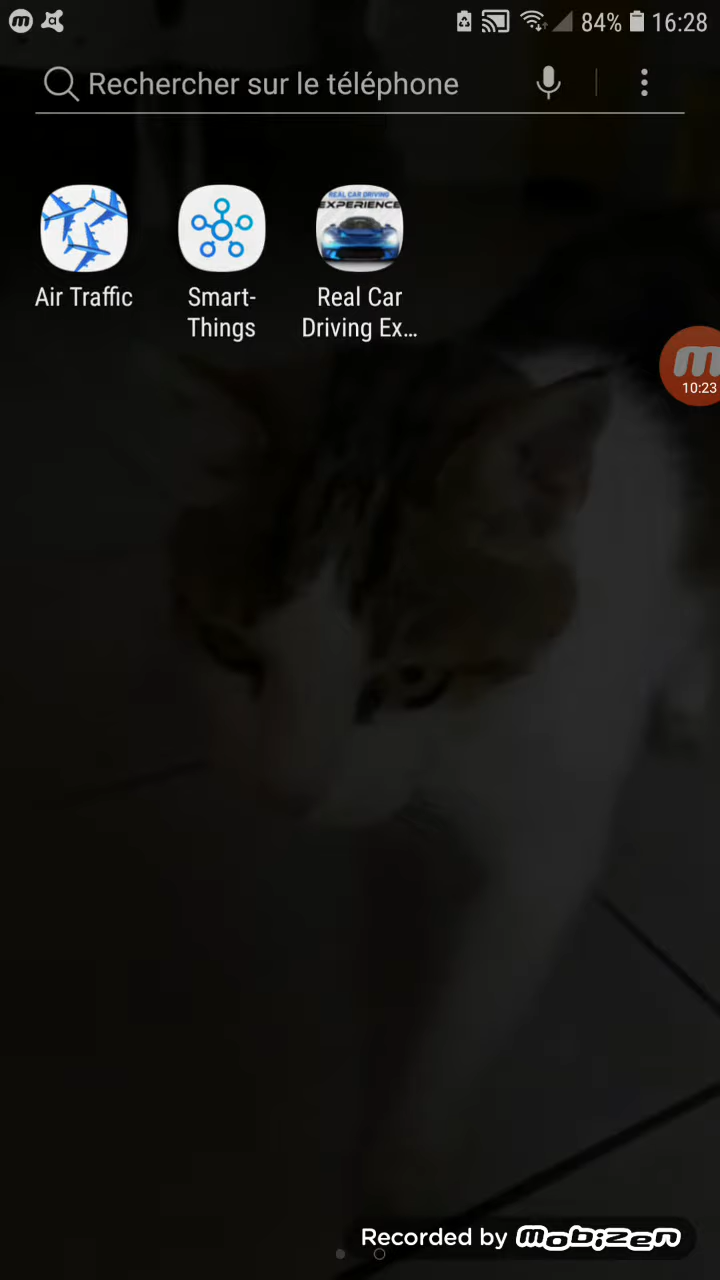 84% 16:28
Rechercher sur le téléphone
REAL CAR DRIVING
EXPERIENCE
Air Traffic
Smart-
Things
Real Car
Driving Ex...
m
10:23
Recorded by mobizen